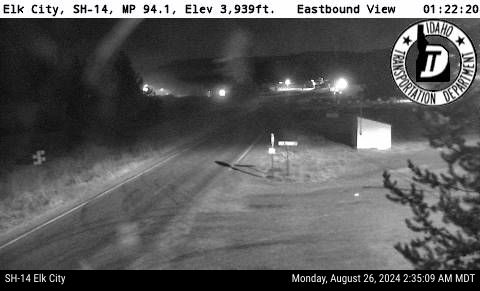 Elk City, SH-14, MP 94.1, Elev 3,939ft. Eastbound View 01:22:20
IDAHO
TRANSPORTATION DEPARTMENT
SH-14 Elk City Monday, August 26, 2024 2:35:09 AM MDT